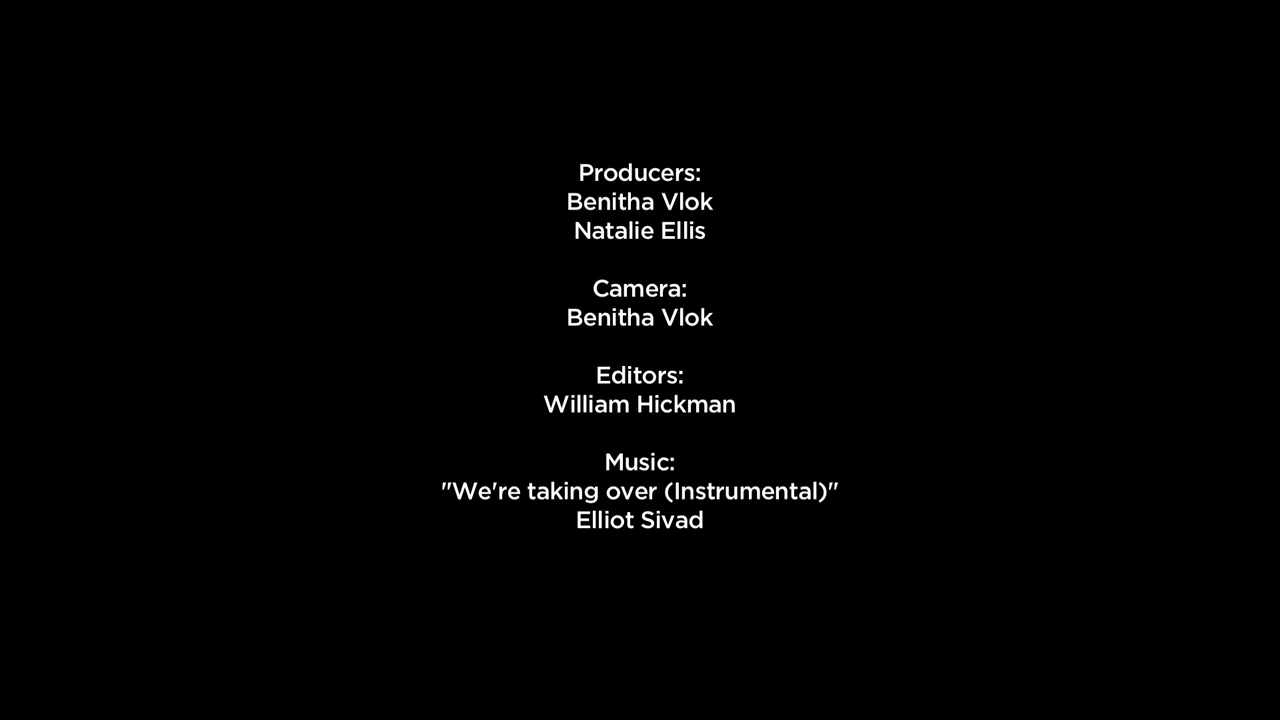 Producers:
Benitha Vlok
Natalie Ellis
Camera:
Benitha Vlok
Editors:
William Hickman
Music:
"We're taking over (Instrumental)"
Elliot Sivad